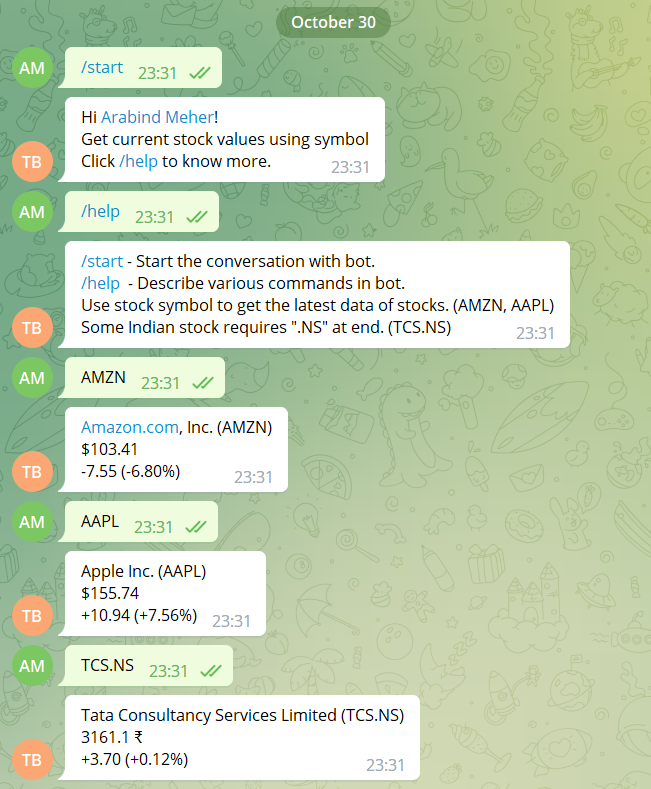 October 30
AM
/start 23:31
Hi Arabind Meher!
Get current stock values using symbol
Click /help to know more. 23:31
TB
AM
/help 23:31
/start - Start the conversation with bot.
/help - Describe various commands in bot.
Use stock symbol to get the latest data of stocks. (AMZN, AAPL)
Some Indian stock requires ".NS" at end. (TCS.NS) 23:31
TB
AM
AMZN 23:31
Amazon.com, Inc. (AMZN)
$103.41
-7.55 (-6.80%) 23:31
TB
AM
AAPL 23:31
Apple Inc. (AAPL)
$155.74
+10.94 (+7.56%) 23:31
TB
AM
TCS.NS 23:31
Tata Consultancy Services Limited (TCS.NS)
3161.1 ₹
+3.70 (+0.12%) 23:31
TB